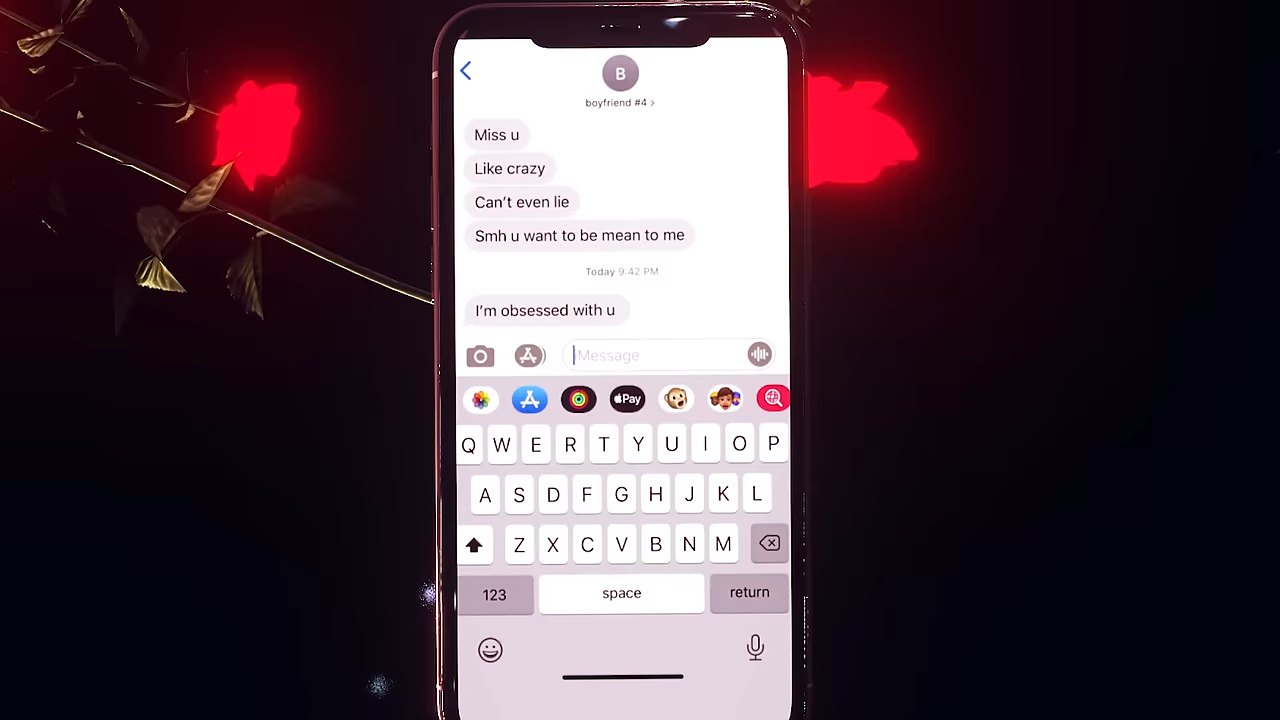 B
boyfriend #4 >
Miss u
Like crazy
Can't even lie
Smh u want to be mean to me
Today 9:42 PM
I'm obsessed with u
iMessage
Pay
Q W E R T Y U I O P
A S D F G H J K L
Z X C V B N M
123 space return